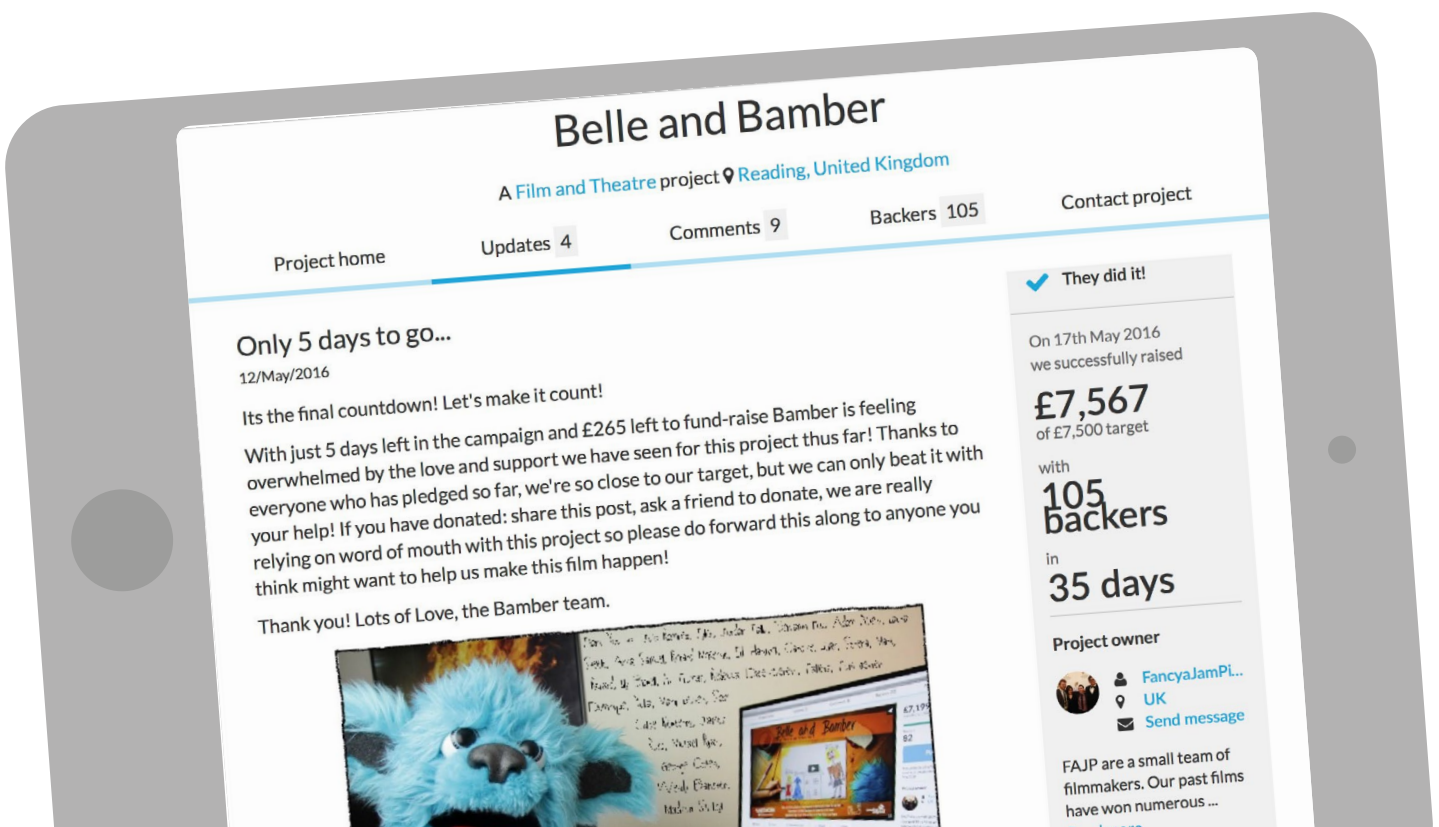 Belle and Bamber
A Film and Theatre project Reading, United Kingdom
Project home
Updates 4
Comments 9
Backers 105
Contact project
Only 5 days to go...
12/May/2016
Its the final countdown! Let's make it count!
With just 5 days left in the campaign and £265 left to fund-raise Bamber is feeling
overwhelmed by the love and support we have seen for this project thus far! Thanks to
everyone who has pledged so far, we're so close to our target, but we can only beat it with
your help! If you have donated: share this post, ask a friend to donate, we are really
relying on word of mouth with this project so please do forward this along to anyone you
think might want to help us make this film happen!
Thank you! Lots of Love, the Bamber team.
Belle and Bamber
£7,199
82
They did it!
On 17th May 2016
we successfully raised
£7,567
of £7,500 target
with
105
backers
in
35 days
Project owner
FancyaJamPi...
UK
Send message
FAJP are a small team of
filmmakers. Our past films
have won numerous ...